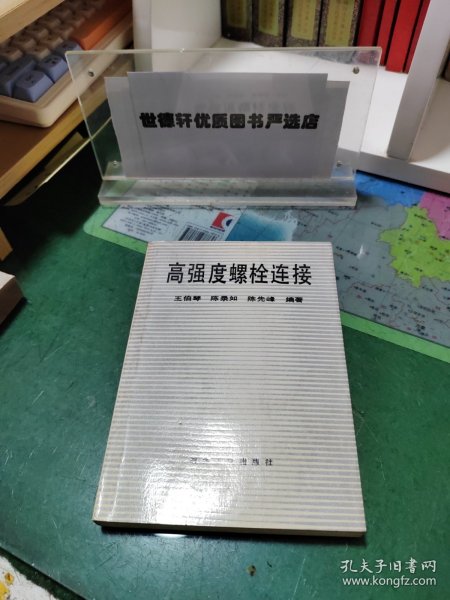 世德轩优质图书严选店
高强度螺栓连接
王伯琴 陈录如 陈先峰 编著
出版社
孔夫子旧书网
www.kongfz.com